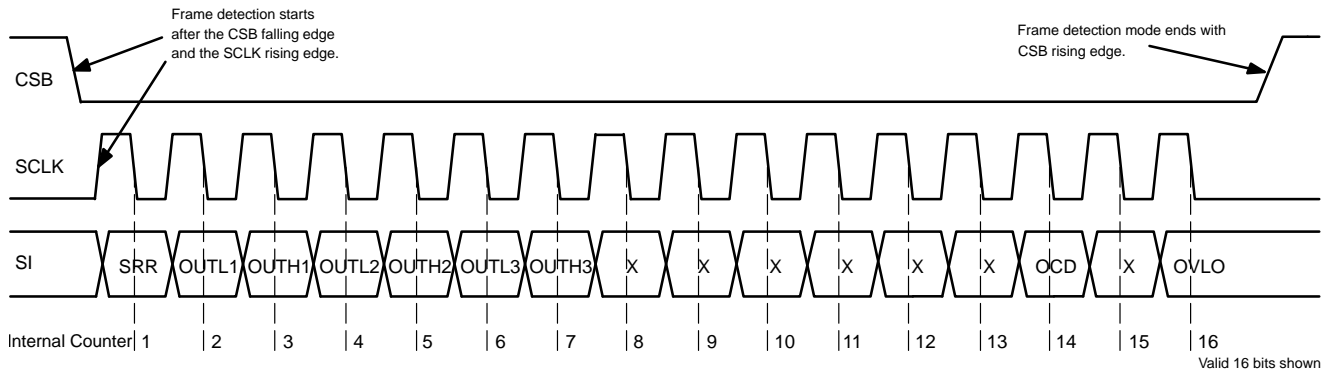 Frame detection starts
after the CSB falling edge
and the SCLK rising edge.
Frame detection mode ends with
CSB rising edge.
CSB
SCLK
SI
SRR OUTL1 OUTH1 OUTL2 OUTH2 OUTL3 OUTH3 X X X X X X OCD X OVLO
Internal Counter 1 2 3 4 5 6 7 8 9 10 11 12 13 14 15 16
Valid 16 bits shown